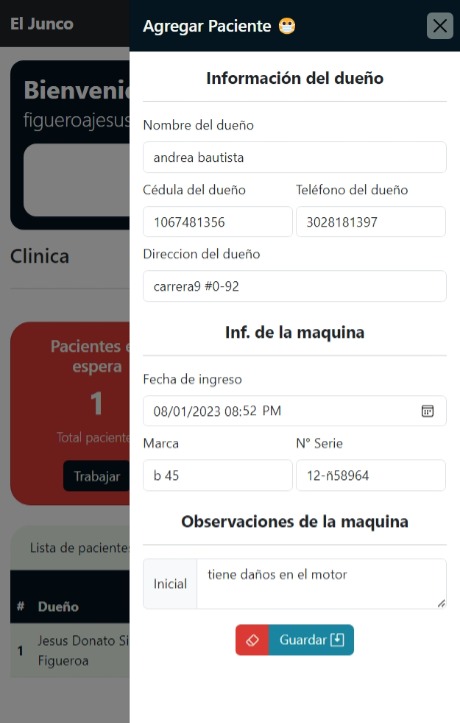 El Junco
Agregar Paciente
Información del dueño
Nombre del dueño
andrea bautista
Cédula del dueño
Teléfono del dueño
1067481356
3028181397
Direccion del dueño
carrera9 #0-92
Inf. de la maquina
Fecha de ingreso
08/01/2023 08:52 PM
Marca
N° Serie
b 45
12-ñ58964
Observaciones de la maquina
Inicial
tiene daños en el motor
Guardar
figueroajesus
Clinica
Pacientes
espera
1
Total paciente
Trabajar
Lista de paciente
# Dueño
1 Jesus Donato Si
Figueroa